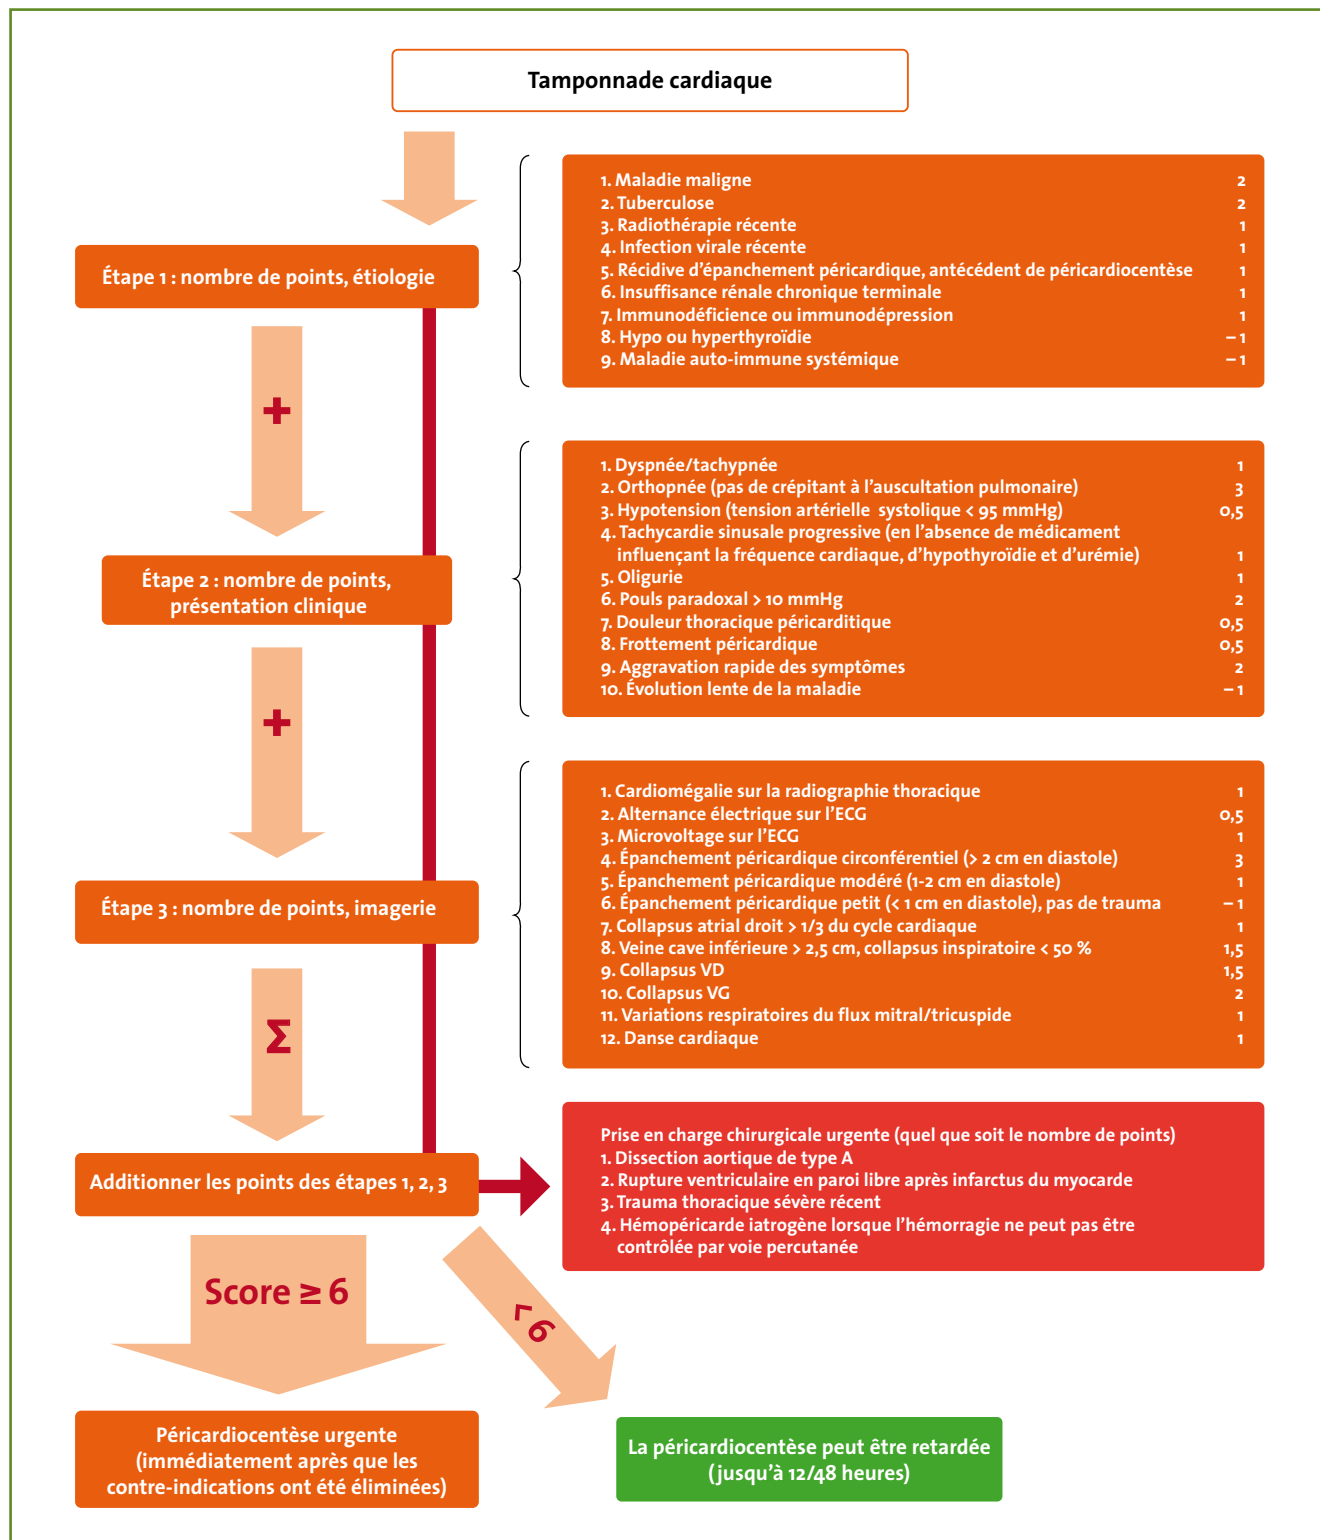 Tamponnade cardiaque
Étape 1 : nombre de points, étiologie
1. Maladie maligne 2
2. Tuberculose 2
3. Radiothérapie récente 1
4. Infection virale récente 1
5. Récidive d'épanchement péricardique, antécédent de péricardiocentèse 1
6. Insuffisance rénale chronique terminale 1
7. Immunodéficience ou immunodépression 1
8. Hypo ou hyperthyroïdie – 1
9. Maladie auto-immune systémique – 1
+
Étape 2 : nombre de points,
présentation clinique
1. Dyspnée/tachypnée 1
2. Orthopnée (pas de crépitant à l'auscultation pulmonaire) 3
3. Hypotension (tension artérielle systolique < 95 mmHg) 0,5
4. Tachycardie sinusale progressive (en l'absence de médicament
influençant la fréquence cardiaque, d'hypothyroïdie et d'urémie) 1
5. Oligurie 1
6. Pouls paradoxal > 10 mmHg 2
7. Douleur thoracique péricarditique 0,5
8. Frottement péricardique 0,5
9. Aggravation rapide des symptômes 2
10. Évolution lente de la maladie – 1
+
Étape 3 : nombre de points, imagerie
1. Cardiomégalie sur la radiographie thoracique 1
2. Alternance électrique sur l'ECG 0,5
3. Microvoltage sur l'ECG 1
4. Épanchement péricardique circonférentiel (> 2 cm en diastole) 3
5. Épanchement péricardique modéré (1-2 cm en diastole) 1
6. Épanchement péricardique petit (< 1 cm en diastole), pas de trauma – 1
7. Collapsus atrial droit > 1/3 du cycle cardiaque 1
8. Veine cave inférieure > 2,5 cm, collapsus inspiratoire < 50 % 1,5
9. Collapsus VD 1,5
10. Collapsus VG 2
11. Variations respiratoires du flux mitral/tricuspide 1
12. Danse cardiaque 1
Σ
Additionner les points des étapes 1, 2, 3
Prise en charge chirurgicale urgente (quel que soit le nombre de points)
1. Dissection aortique de type A
2. Rupture ventriculaire en paroi libre après infarctus du myocarde
3. Trauma thoracique sévère récent
4. Hémopéricarde iatrogène lorsque l'hémorragie ne peut pas être
contrôlée par voie percutanée
Score ≥ 6
< 6
Péricardiocentèse urgente
(immédiatement après que les
contre-indications ont été éliminées)
La péricardiocentèse peut être retardée
(jusqu'à 12/48 heures)